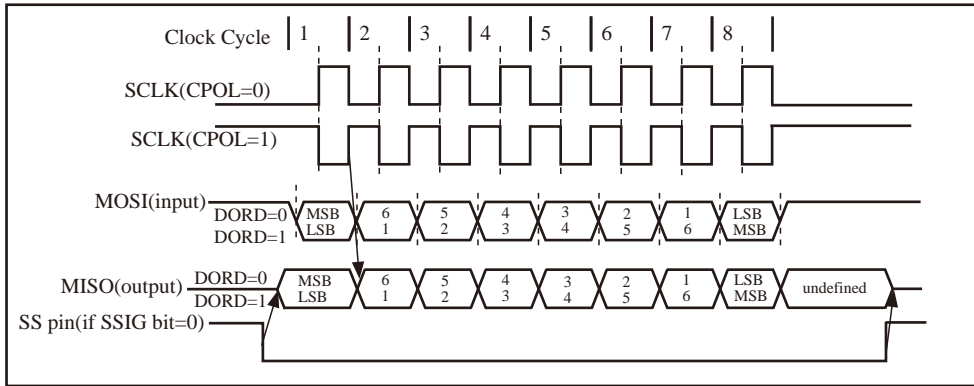 Clock Cycle 1 2 3 4 5 6 7 8
SCLK(CPOL=0)
SCLK(CPOL=1)
MOSI(input)
DORD=0 MSB 6 5 4 3 2 1 LSB
DORD=1 LSB 1 2 3 4 5 6 MSB
MISO(output)
DORD=0 MSB 6 5 4 3 2 1 LSB undefined
DORD=1 LSB 1 2 3 4 5 6 MSB
SS pin(if SSIG bit=0)